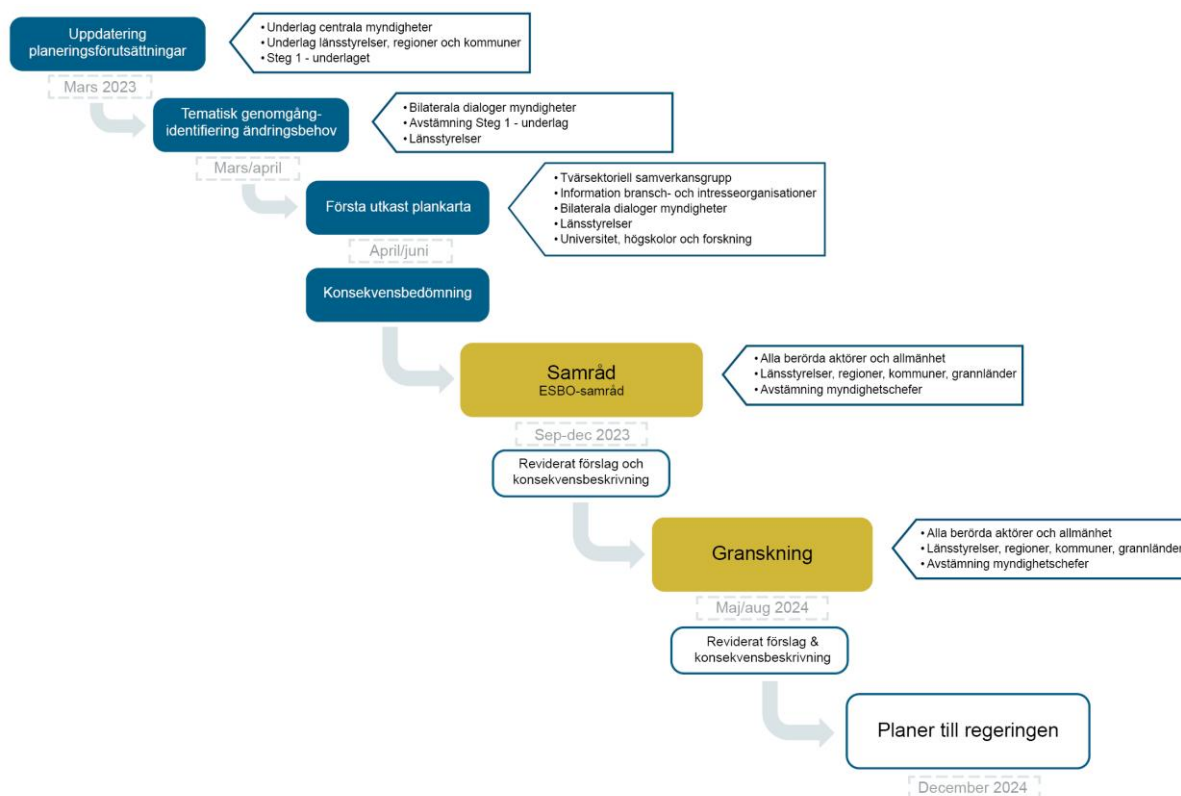 Uppdatering
planeringsförutsättningar
• Underlag centrala myndigheter
• Underlag länsstyrelser, regioner och kommuner
• Steg 1 - underlaget
Mars 2023
Tematisk genomgång-
identifiering ändringsbehov
• Bilaterala dialoger myndigheter
• Avstämning Steg 1 - underlag
• Länsstyrelser
Mars/april
Första utkast plankarta
• Tvärsektoriell samverkansgrupp
• Information bransch- och intresseorganisationer
• Bilaterala dialoger myndigheter
• Länsstyrelser
• Universitet, högskolor och forskning
April/juni
Konsekvensbedömning
Samråd
ESBO-samråd
• Alla berörda aktörer och allmänhet
• Länsstyrelser, regioner, kommuner, grannländer
• Avstämning myndighetschefer
Sep-dec 2023
Reviderat förslag och
konsekvensbeskrivning
Granskning
• Alla berörda aktörer och allmänhet
• Länsstyrelser, regioner, kommuner, grannländer
• Avstämning myndighetschefer
Maj/aug 2024
Reviderat förslag &
konsekvensbeskrivning
Planer till regeringen
December 2024